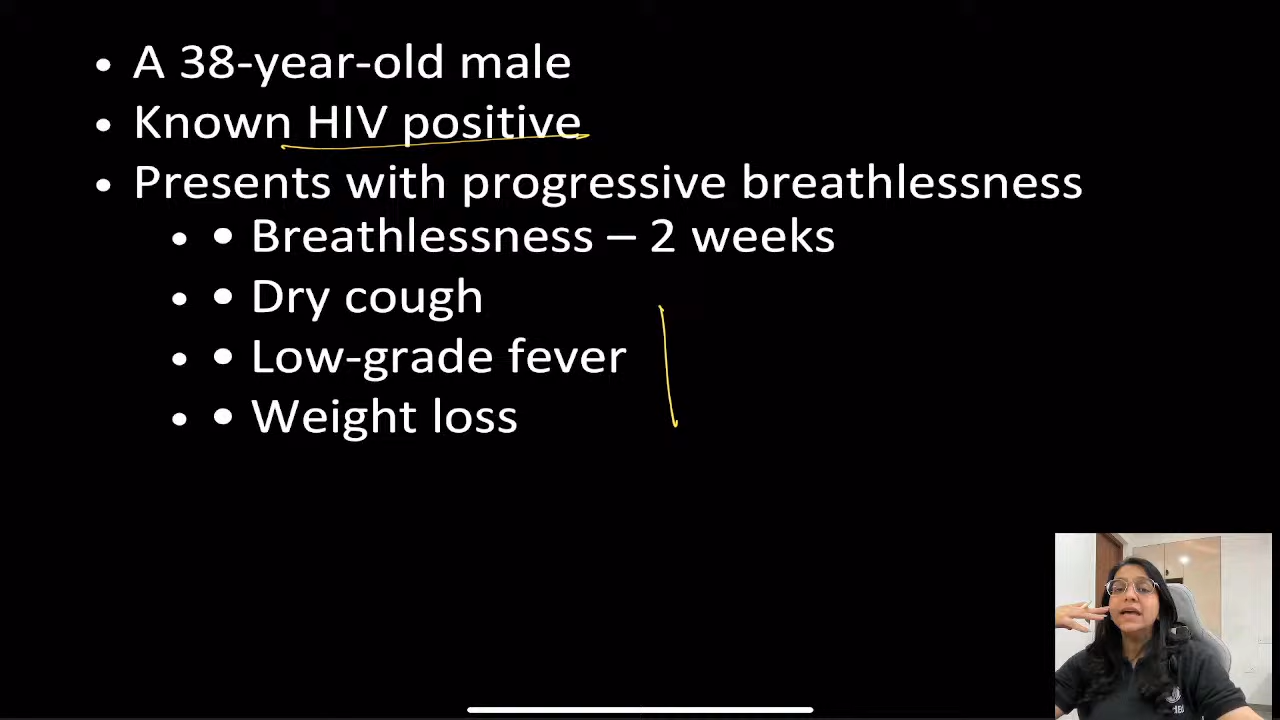 • A 38-year-old male
• Known HIV positive
• Presents with progressive breathlessness
• • Breathlessness – 2 weeks
• • Dry cough
• • Low-grade fever
• • Weight loss